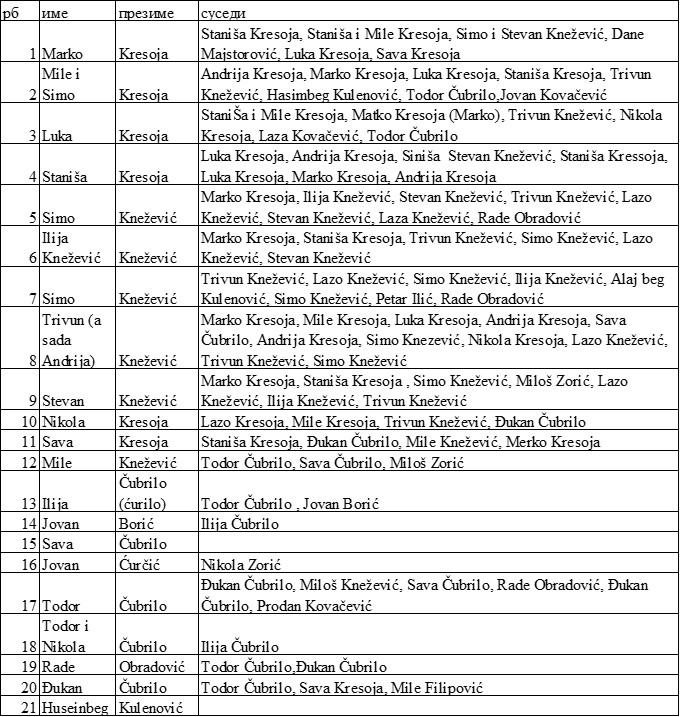 рб име презиме суседи
Staniša Kresoja, Staniša i Mile Kresoja, Simo i Stevan Knežević, Dane
1 Marko Kresoja Majstorović, Luka Kresoja, Sava Kresoja
Mile i Andrija Kresoja, Marko Kresoja, Luka Kresoja, Staniša Kresoja, Trivun
2 Simo Kresoja Knežević, Hasimbeg Kulenović, Todor Čubrilo,Jovan Kovačević
StaniŠa i Mile Kresoja, Matko Kresoja (Marko), Trivun Knežević, Nikola
3 Luka Kresoja Kresoja, Laza Kovačević, Todor Čubrilo
Luka Kresoja, Andrija Kresoja, Siniša Stevan Knežević, Staniša Kressoja,
4 Staniša Kresoja Luka Kresoja, Marko Kresoja, Andrija Kresoja
Marko Kresoja, Ilija Knežević, Stevan Knežević, Trivun Knežević, Lazo
5 Simo Knežević Knežević, Stevan Knežević, Laza Knežević, Rade Obradović
Ilija Marko Kresoja, Staniša Kresoja, Trivun Knežević, Simo Knežević, Lazo
6 Knežević Knežević Knežević, Stevan Knežević
Trivun Knežević, Lazo Knežević, Simo Knežević, Ilija Knežević, Alaj beg
7 Simo Knežević Kulenović, Simo Knežević, Petar Ilić, Rade Obradović
Trivun (a Marko Kresoja, Mile Kresoja, Luka Kresoja, Andrija Kresoja, Sava
sada Čubrilo, Andrija Kresoja, Simo Knezević, Nikola Kresoja, Lazo Knežević,
8 Andrija) Knežević Trivun Knežević, Simo Knežević
Marko Kresoja, Staniša Kresoja , Simo Knežević, Miloš Zorić, Lazo
9 Stevan Knežević Knežević, Ilija Knežević, Trivun Knežević
10 Nikola Kresoja Lazo Kresoja, Mile Kresoja, Trivun Knežević, Đukan Čubrilo
11 Sava Kresoja Staniša Kresoja, Đukan Čubrilo, Mile Knežević, Merko Kresoja
12 Mile Knežević Todor Čubrilo, Sava Čubrilo, Miloš Zorić
Čubrilo
13 Ilija (ćurilo) Todor Čubrilo , Jovan Borić
14 Jovan Borić Ilija Čubrilo
15 Sava Čubrilo
16 Jovan Ćurčić Nikola Zorić
Đukan Čubrilo, Miloš Knežević, Sava Čubrilo, Rade Obradović, Đukan
17 Todor Čubrilo Čubrilo, Prodan Kovačević
Todor i
18 Nikola Čubrilo Ilija Čubrilo
19 Rade Obradović Todor Čubrilo,Đukan Čubrilo
20 Đukan Čubrilo Todor Čubrilo, Sava Kresoja, Mile Filipović
21 Huseinbeg Kulenović